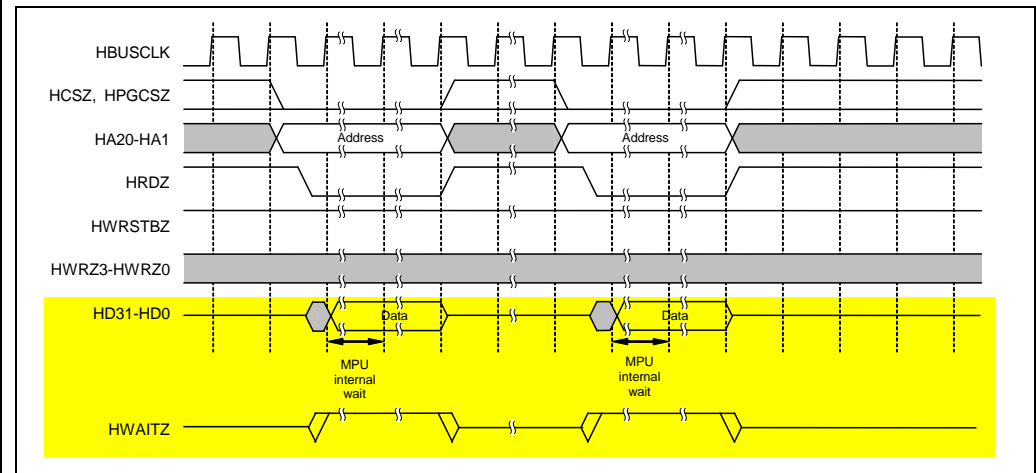 HBUSCLK
HCSZ, HPGCSZ
HA20-HA1
Address
Address
HRDZ
HWRSTBZ
HWRZ3-HWRZ0
HD31-HD0
Data
Data
MPU
internal
wait
MPU
internal
wait
HWAITZ